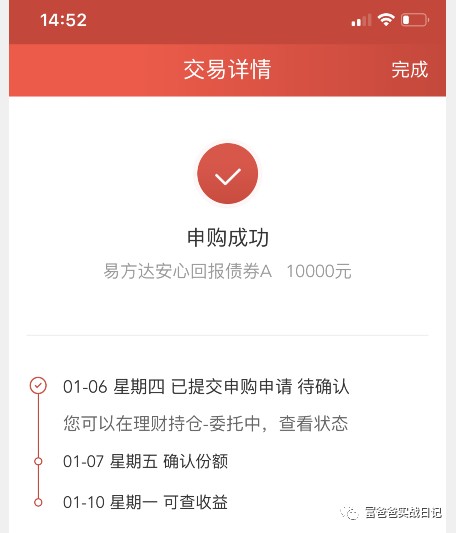 14:52
交易详情
完成
申购成功
易方达安心回报债券A 10000元
01-06 星期四 已提交申购申请 待确认
您可以在理财持仓-委托中，查看状态
01-07 星期五 确认份额
01-10 星期一 可查收益
富爸爸实战日记